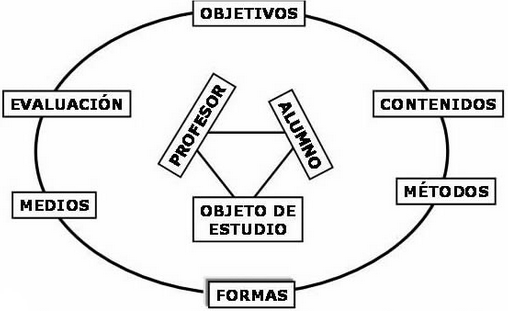 OBJETIVOS
EVALUACIÓN
CONTENIDOS
PROFESOR
ALUMNO
MEDIOS
MÉTODOS
OBJETO DE
ESTUDIO
FORMAS